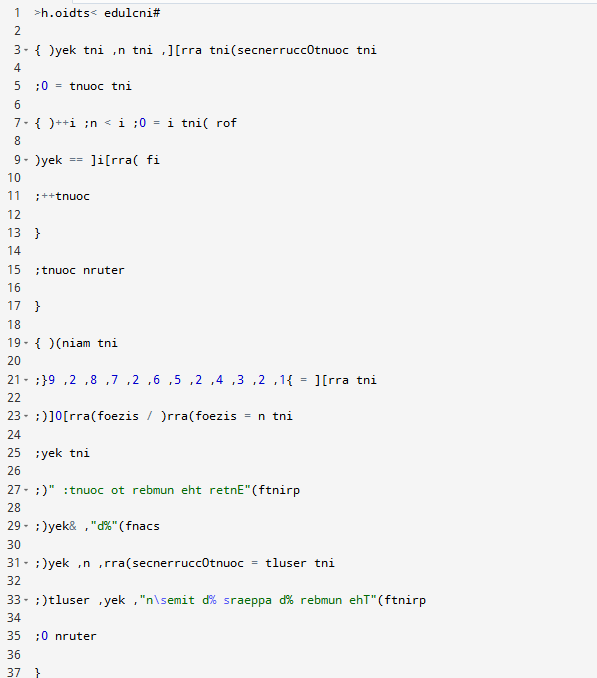 1 >h.oidts< edulcni#
2
3 { )yek tni ,n tni ,][rra tni(secnerruccOtnuoc tni
4
5 ;0 = tnuoc tni
6
7 { )++i ;n < i ;0 = i tni( rof
8
9 )yek == ]i[rra( fi
10
11 ;++tnuoc
12
13 }
14
15 ;tnuoc nruter
16
17 }
18
19 { )(niam tni
20
21 ;}9 ,2 ,8 ,7 ,2 ,6 ,5 ,2 ,4 ,3 ,2 ,1{ = ][rra tni
22
23 ;)]0[rra(foezis / )rra(foezis = n tni
24
25 ;yek tni
26
27 ;)" :tnuoc ot rebmun eht retnE"(ftnirp
28
29 ;)yek& ,"d%"(fnacs
30
31 ;)yek ,n ,rra(secnerruccOtnuoc = tluser tni
32
33 ;)tluser ,yek ,"n\semit d% sraeppa d% rebmun ehT"(ftnirp
34
35 ;0 nruter
36
37 }